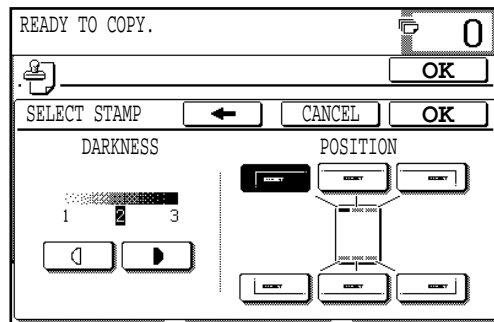 READY TO COPY.
0
OK
SELECT STAMP
CANCEL
OK
DARKNESS
POSITION
1 2 3